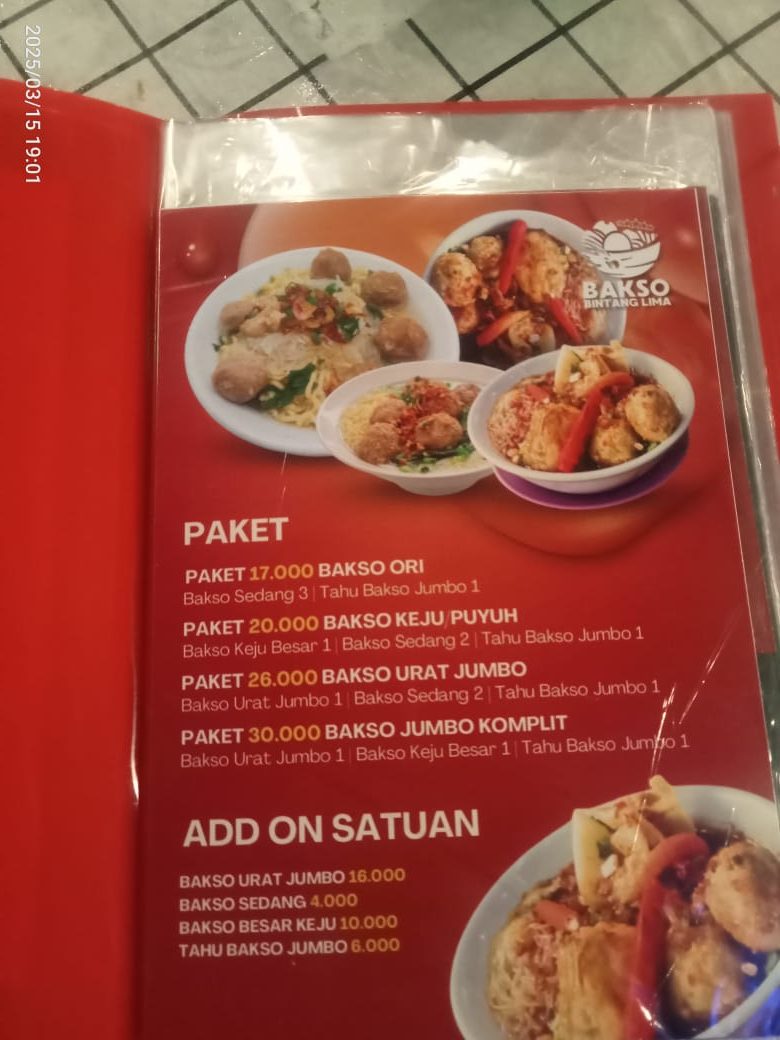 2025/03/15 19:01
BAKSO
BINTANG LIMA
PAKET
PAKET 17.000 BAKSO ORI
Bakso Sedang 3 | Tahu Bakso Jumbo 1
PAKET 20.000 BAKSO KEJU/PUYUH
Bakso Keju Besar 1 | Bakso Sedang 2 | Tahu Bakso Jumbo 1
PAKET 26.000 BAKSO URAT JUMBO
Bakso Urat Jumbo 1 | Bakso Sedang 2 | Tahu Bakso Jumbo 1
PAKET 30.000 BAKSO JUMBO KOMPLIT
Bakso Urat Jumbo 1 | Bakso Keju Besar 1 | Tahu Bakso Jumbo 1
ADD ON SATUAN
BAKSO URAT JUMBO 16.000
BAKSO SEDANG 4.000
BAKSO BESAR KEJU 10.000
TAHU BAKSO JUMBO 6.000